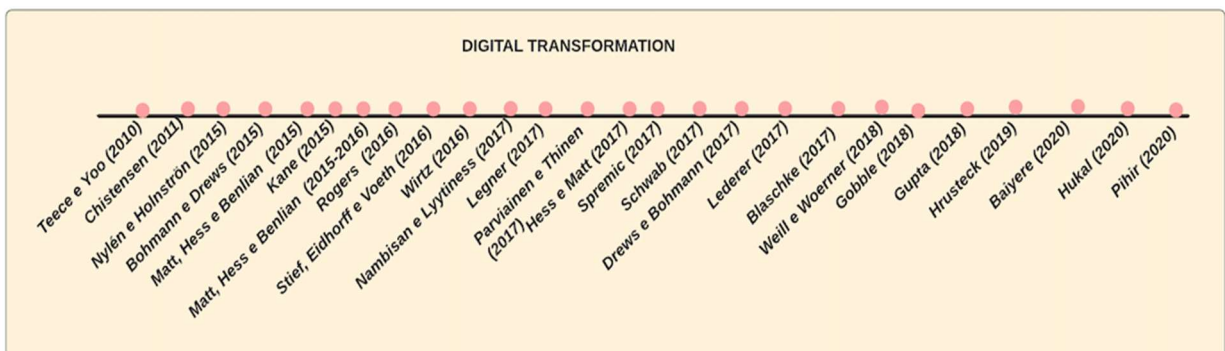 DIGITAL TRANSFORMATION
Teece e Yoo (2010)
Chistensen (2011)
Nylén e Holnströn (2015)
Bohmann e Drews (2015)
Matt, Hess e Benlian (2015)
Kane (2015)
Matt, Hess e Benlian (2015-2016)
Rogers (2016)
Stief, Eidhorff e Voeth (2016)
Wirtz (2016)
Nambisan e Lyytiness (2017)
Legner (2017)
Parviainen e Thinen
(2017)
Hess e Matt (2017)
Spremic (2017)
Schwab (2017)
Drews e Bohmann (2017)
Lederer (2017)
Blaschke (2017)
Weill e Woerner (2018)
Gobble (2018)
Gupta (2018)
Hrusteck (2019)
Baiyere (2020)
Hukal (2020)
Pihir (2020)